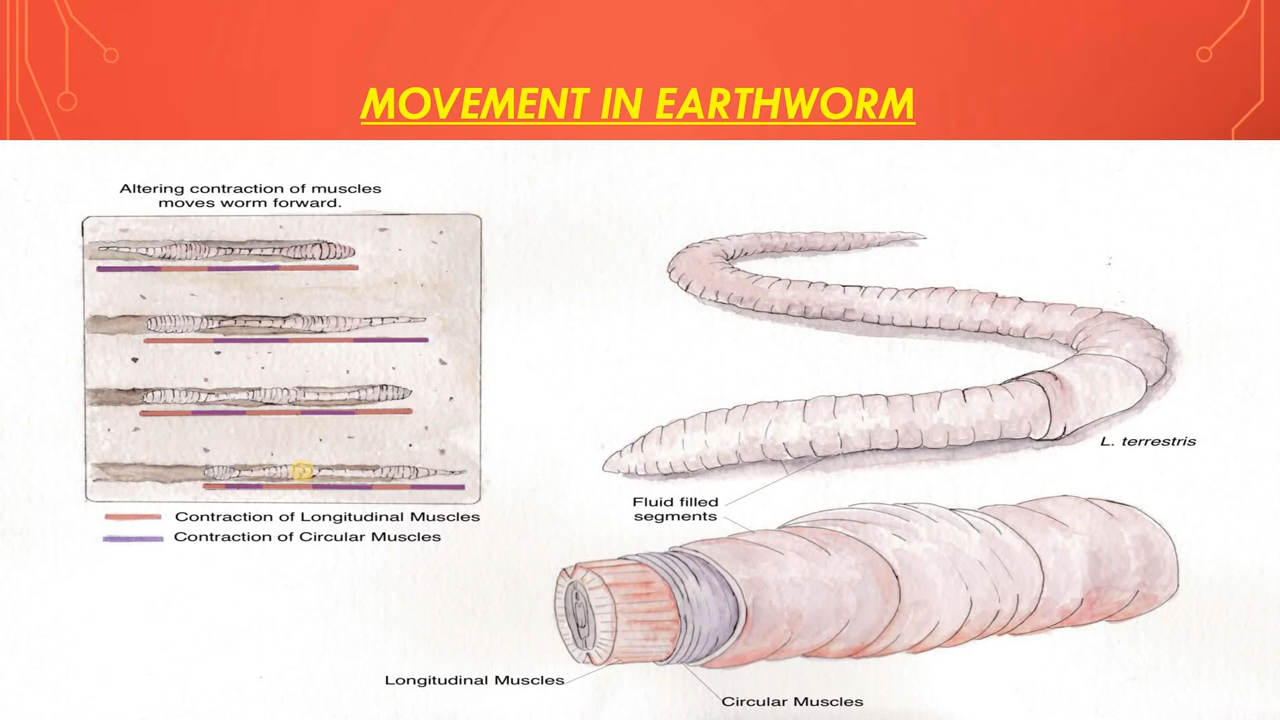 MOVEMENT IN EARTHWORM
Altering contraction of muscles
moves worm forward.
Contraction of Longitudinal Muscles
Contraction of Circular Muscles
L. terrestris
Fluid filled
segments
Longitudinal Muscles
Circular Muscles